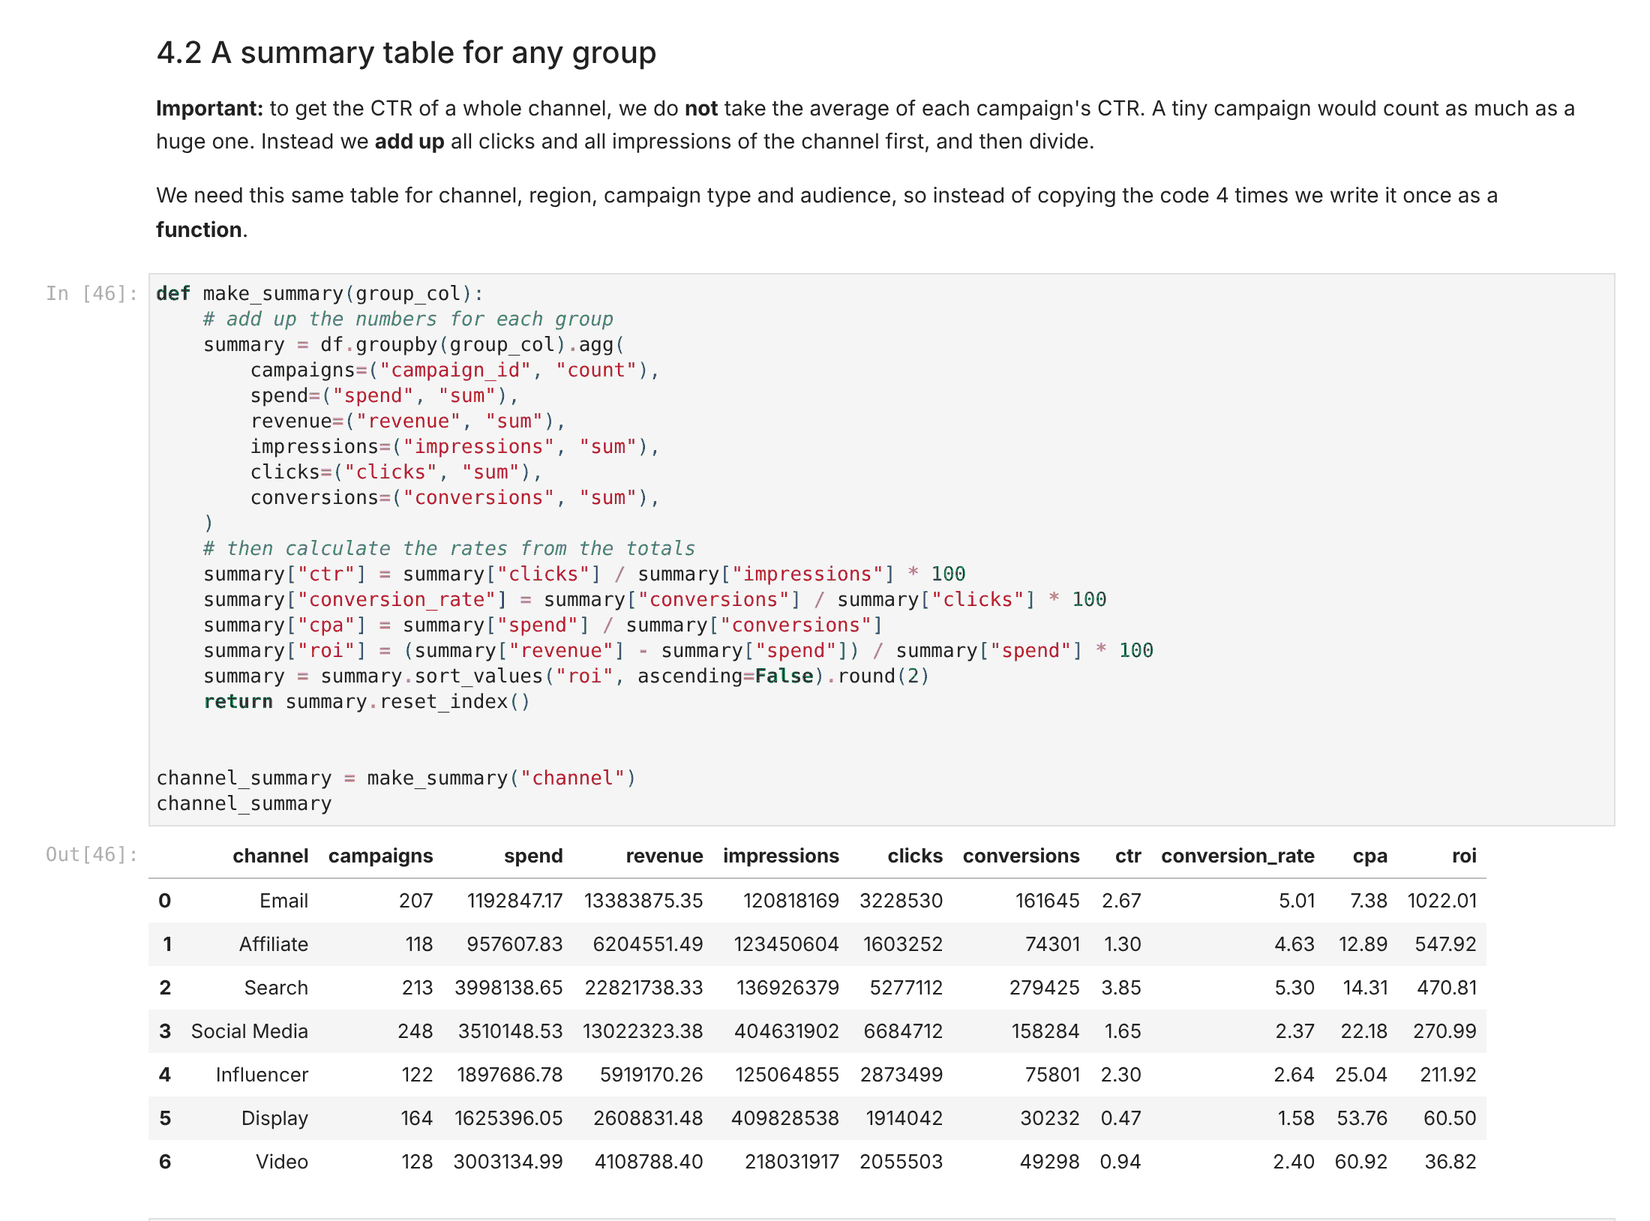 4.2 A summary table for any group
Important: to get the CTR of a whole channel, we do not take the average of each campaign's CTR. A tiny campaign would count as much as a
huge one. Instead we add up all clicks and all impressions of the channel first, and then divide.
We need this same table for channel, region, campaign type and audience, so instead of copying the code 4 times we write it once as a
function.
In [46]:
def make_summary(group_col):
    # add up the numbers for each group
    summary = df.groupby(group_col).agg(
        campaigns=("campaign_id", "count"),
        spend=("spend", "sum"),
        revenue=("revenue", "sum"),
        impressions=("impressions", "sum"),
        clicks=("clicks", "sum"),
        conversions=("conversions", "sum"),
    )
    # then calculate the rates from the totals
    summary["ctr"] = summary["clicks"] / summary["impressions"] * 100
    summary["conversion_rate"] = summary["conversions"] / summary["clicks"] * 100
    summary["cpa"] = summary["spend"] / summary["conversions"]
    summary["roi"] = (summary["revenue"] - summary["spend"]) / summary["spend"] * 100
    summary = summary.sort_values("roi", ascending=False).round(2)
    return summary.reset_index()
channel_summary = make_summary("channel")
channel_summary
Out[46]:
channel campaigns spend revenue impressions clicks conversions ctr conversion_rate cpa roi
0 Email 207 1192847.17 13383875.35 120818169 3228530 161645 2.67 5.01 7.38 1022.01
1 Affiliate 118 957607.83 6204551.49 123450604 1603252 74301 1.30 4.63 12.89 547.92
2 Search 213 3998138.65 22821738.33 136926379 5277112 279425 3.85 5.30 14.31 470.81
3 Social Media 248 3510148.53 13022323.38 404631902 6684712 158284 1.65 2.37 22.18 270.99
4 Influencer 122 1897686.78 5919170.26 125064855 2873499 75801 2.30 2.64 25.04 211.92
5 Display 164 1625396.05 2608831.48 409828538 1914042 30232 0.47 1.58 53.76 60.50
6 Video 128 3003134.99 4108788.40 218031917 2055503 49298 0.94 2.40 60.92 36.82